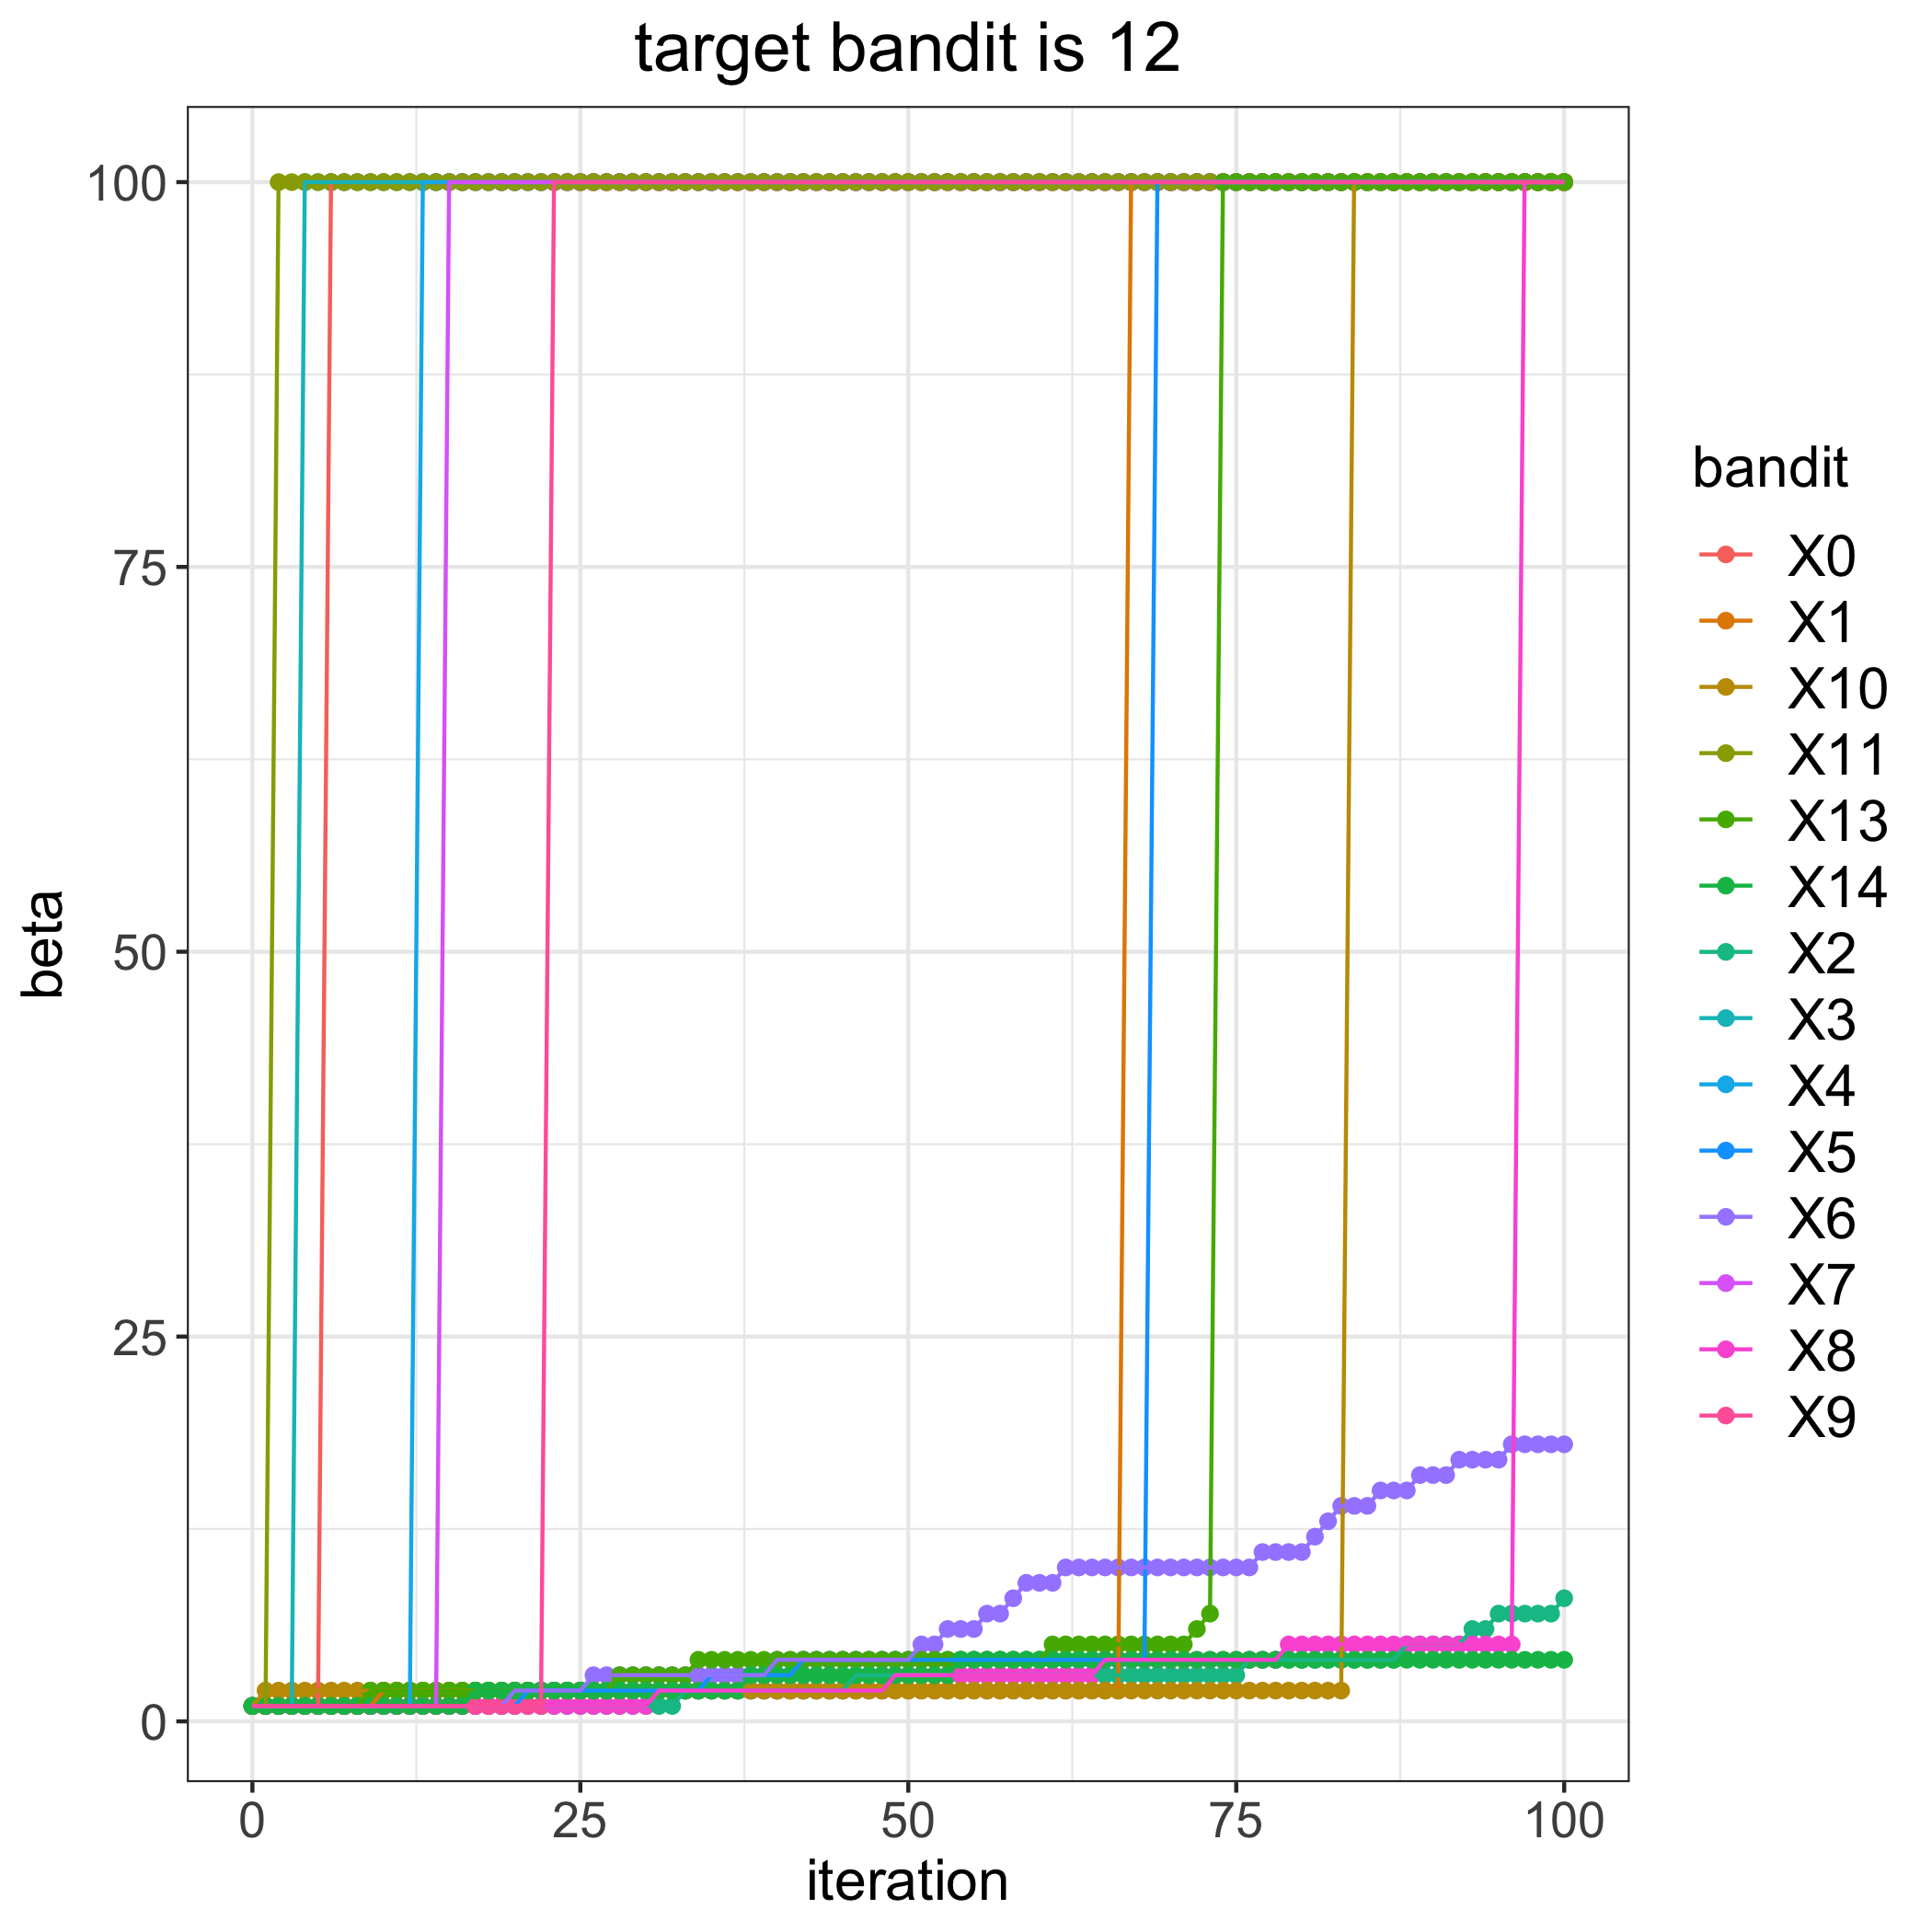 target bandit is 12
100
75
50
25
0
beta
0 25 50 75 100
iteration
bandit
X0
X1
X10
X11
X13
X14
X2
X3
X4
X5
X6
X7
X8
X9